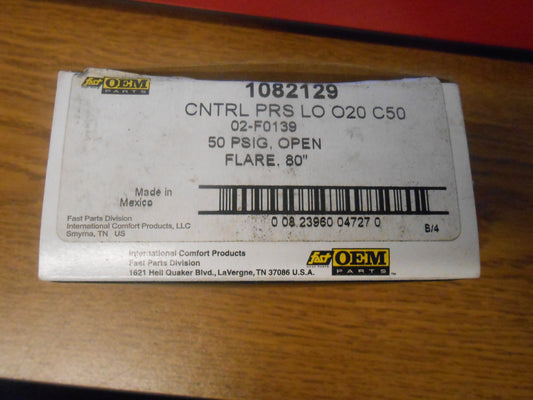 fast OEM
PARTS
1082129
CNTRL PRS LO O20 C50
02-F0139
50 PSIG, OPEN
FLARE, 80"
Made in
Mexico
0 08 23960 04727 0
B/4
Fast Parts Division
International Comfort Products, LLC
Smyrna, TN US
International Comfort Products
Fast Parts Division
1621 Heil Quaker Blvd., LaVergne, TN 37086 U.S.A.
fast OEM
PARTS